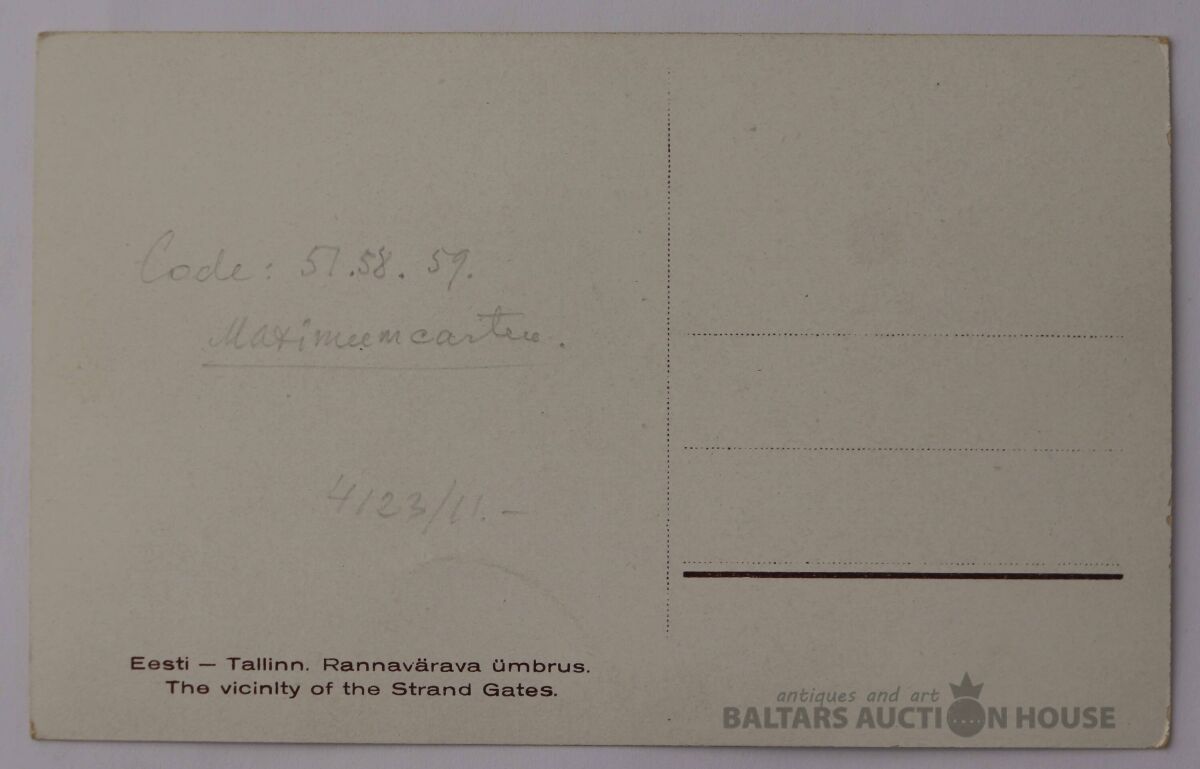 Code: 57.58. 59.
Maximumcarten.
4123/11.-
Eesti — Tallinn. Rannavärava ümbrus.
The vicinity of the Strand Gates.
antiques and art
BALTARS AUCTION HOUSE